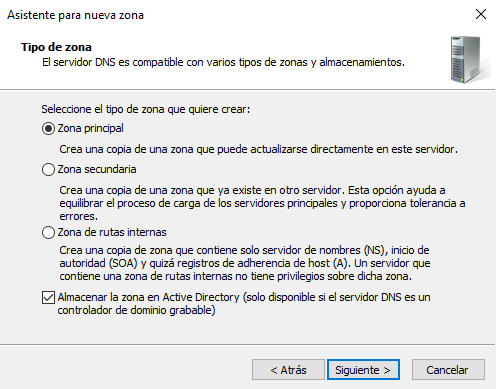 Asistente para nueva zona
Tipo de zona
El servidor DNS es compatible con varios tipos de zonas y almacenamientos.
Seleccione el tipo de zona que quiere crear:
Zona principal
Crea una copia de una zona que puede actualizarse directamente en este servidor.
Zona secundaria
Crea una copia de una zona que ya existe en otro servidor. Esta opción ayuda a
equilibrar el proceso de carga de los servidores principales y proporciona tolerancia a
errores.
Zona de rutas internas
Crea una copia de zona que contiene solo servidor de nombres (NS), inicio de
autoridad (SOA) y quizá registros de adherencia de host (A). Un servidor que
contiene una zona de rutas internas no tiene privilegios sobre dicha zona.
Almacenar la zona en Active Directory (solo disponible si el servidor DNS es un
controlador de dominio grabable)
< Atrás Siguiente > Cancelar